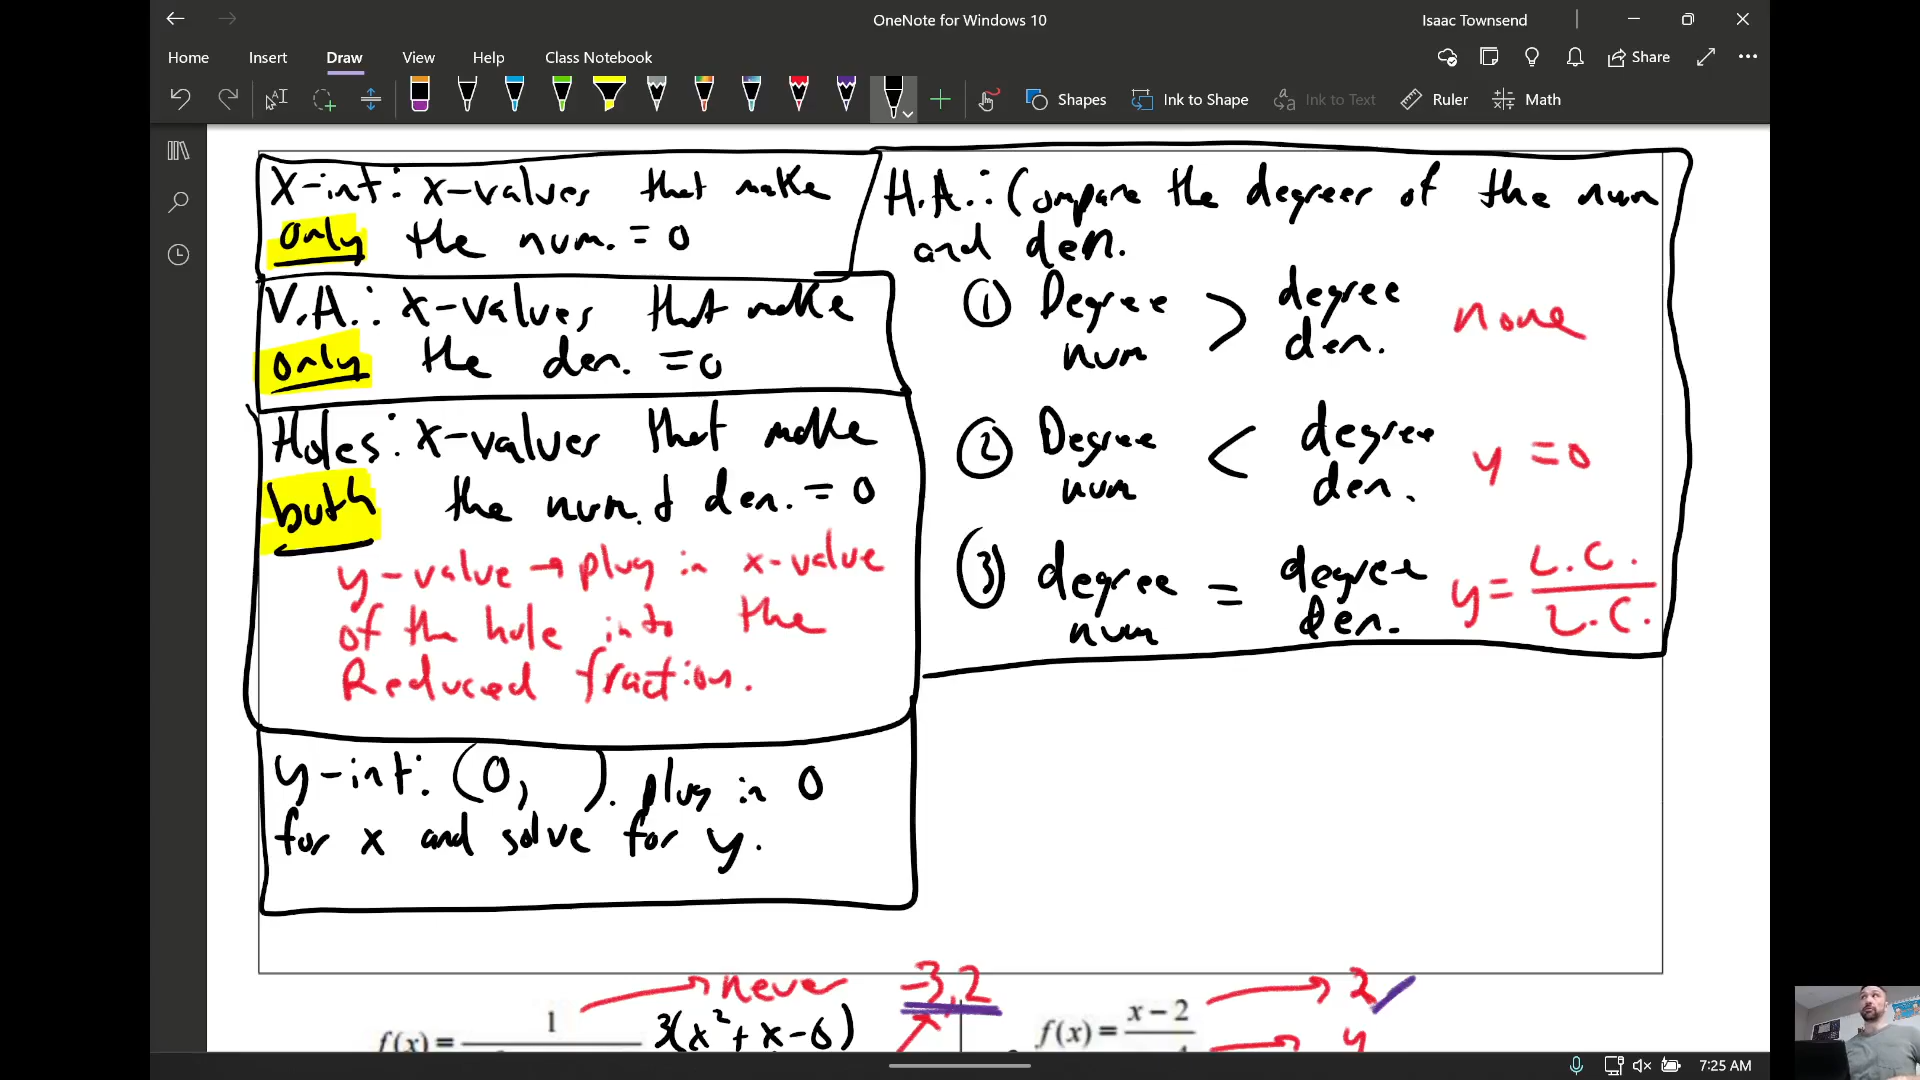 OneNote for Windows 10
Isaac Townsend
Home Insert Draw View Help Class Notebook
Share
Shapes Ink to Shape Ink to Text Ruler Math
X-int: x-values that make
only the num. = 0
V.A.: x-values that make
only the den. = 0
Holes: x-values that make
both the num. & den. = 0
y-value → plug in x-value
of the hole into the
Reduced fraction.
y-int: (0, ). plug in 0
for x and solve for y.
H.A.: Compare the degrees of the num
and den.
① Degree num > degree den. none
② Degree num < degree den. y = 0
③ degree num = degree den. y = L.C. / L.C.
never -3, 2
f(x) = 1
3(x² + x - 6)
f(x) = x − 2
2
4
7:25 AM